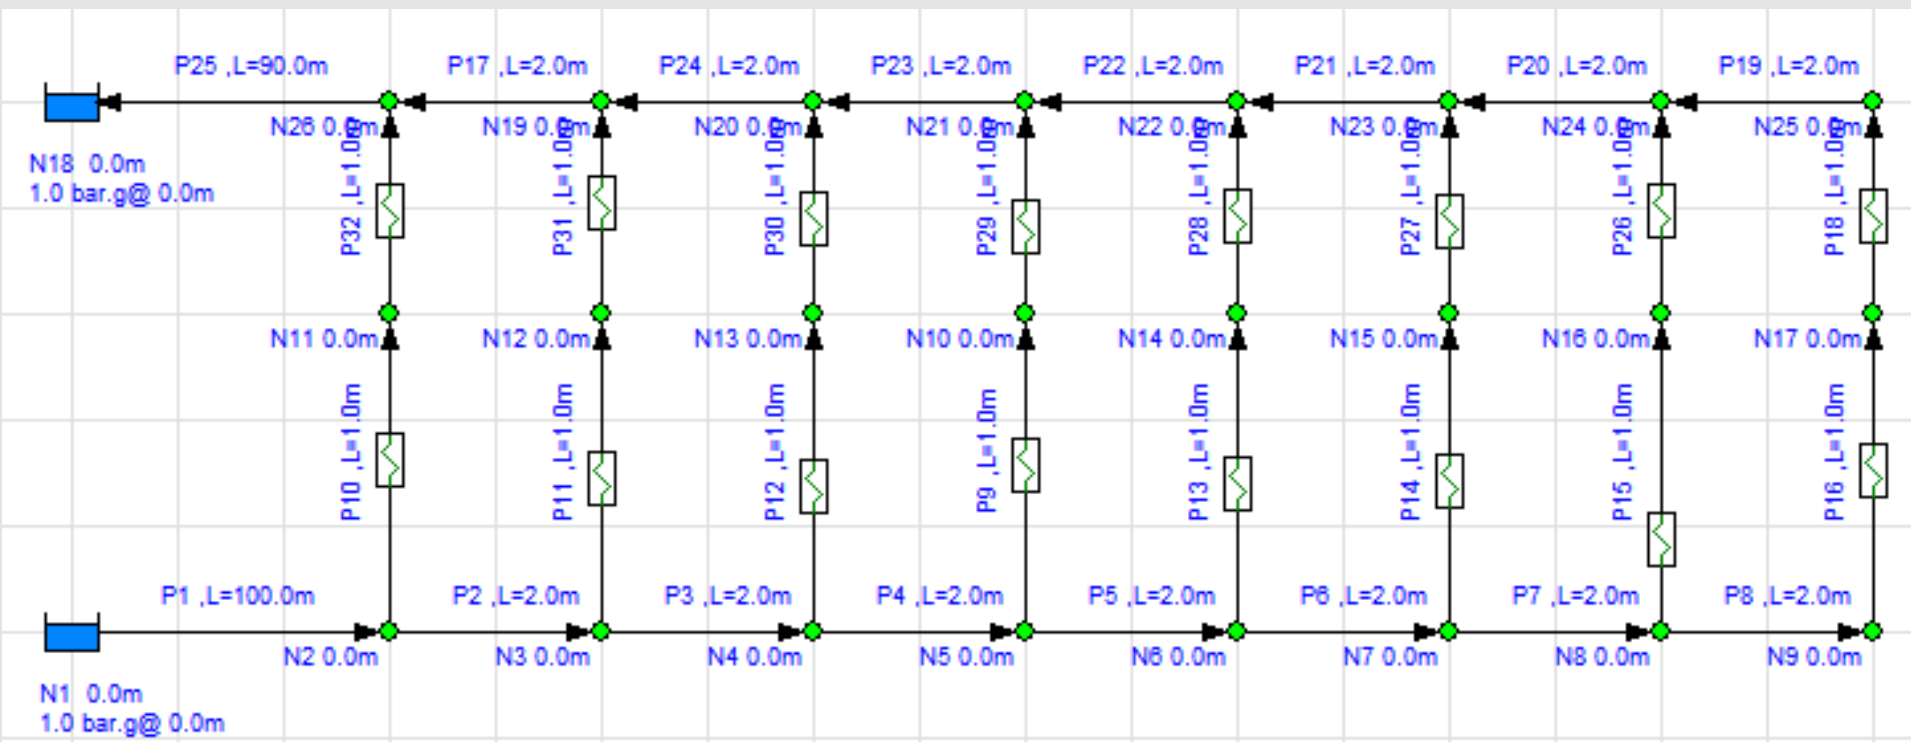 P25 ,L=90.0m
P17 ,L=2.0m
P24 ,L=2.0m
P23 ,L=2.0m
P22 ,L=2.0m
P21 ,L=2.0m
P20 ,L=2.0m
P19 ,L=2.0m
N26 0.0m
N19 0.0m
N20 0.0m
N21 0.0m
N22 0.0m
N23 0.0m
N24 0.0m
N25 0.0m
N18 0.0m
1.0 bar.g@ 0.0m
P32 ,L=1.0m
P31 ,L=1.0m
P30 ,L=1.0m
P29 ,L=1.0m
P28 ,L=1.0m
P27 ,L=1.0m
P26 ,L=1.0m
P18 ,L=1.0m
N11 0.0m
N12 0.0m
N13 0.0m
N10 0.0m
N14 0.0m
N15 0.0m
N16 0.0m
N17 0.0m
P10 ,L=1.0m
P11 ,L=1.0m
P12 ,L=1.0m
P9 ,L=1.0m
P13 ,L=1.0m
P14 ,L=1.0m
P15 ,L=1.0m
P16 ,L=1.0m
P1 ,L=100.0m
P2 ,L=2.0m
P3 ,L=2.0m
P4 ,L=2.0m
P5 ,L=2.0m
P6 ,L=2.0m
P7 ,L=2.0m
P8 ,L=2.0m
N2 0.0m
N3 0.0m
N4 0.0m
N5 0.0m
N6 0.0m
N7 0.0m
N8 0.0m
N9 0.0m
N1 0.0m
1.0 bar.g@ 0.0m